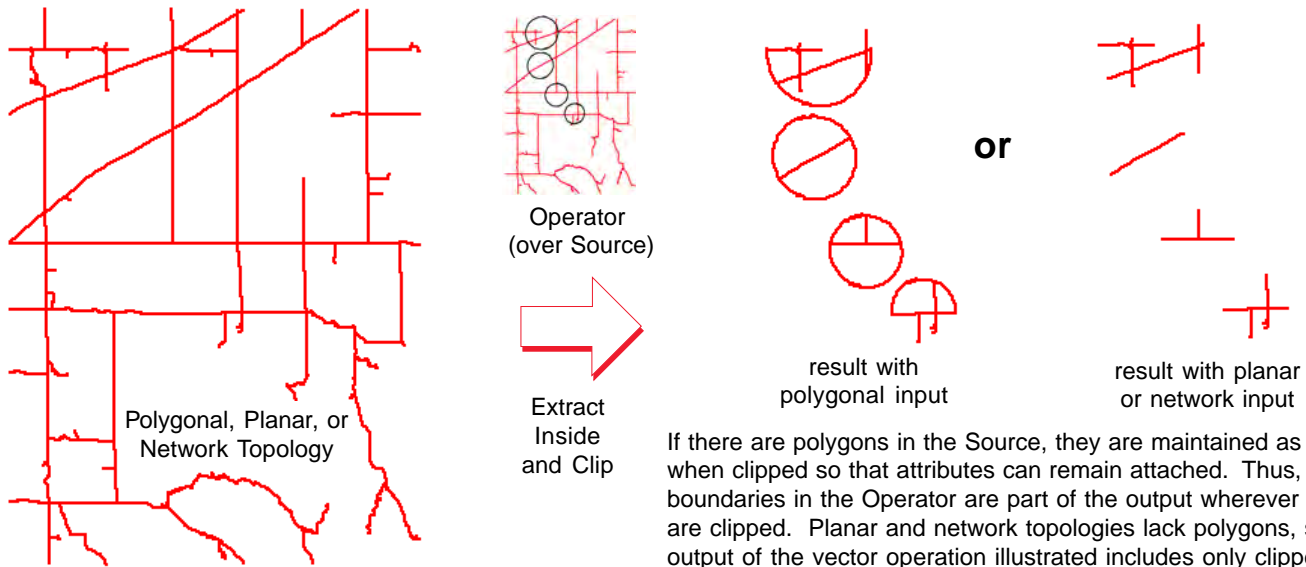 Polygonal, Planar, or
Network Topology
Operator
(over Source)
Extract
Inside
and Clip
or
result with
polygonal input
result with planar
or network input
If there are polygons in the Source, they are maintained as
when clipped so that attributes can remain attached. Thus,
boundaries in the Operator are part of the output wherever
are clipped. Planar and network topologies lack polygons,
output of the vector operation illustrated includes only